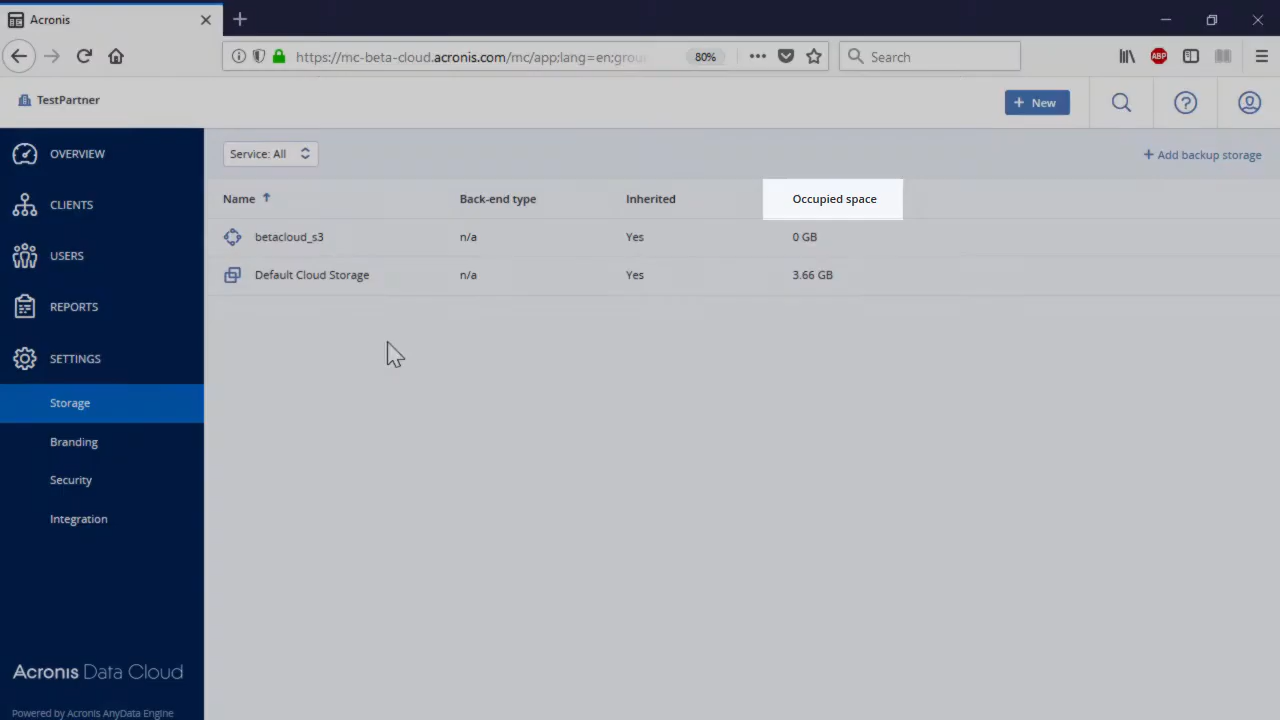 Acronis
https://mc-beta-cloud.acronis.com/mc/app;lang=en;grou
80%
Search
ABP
TestPartner
+ New
OVERVIEW
CLIENTS
USERS
REPORTS
SETTINGS
Storage
Branding
Security
Integration
Acronis Data Cloud
Powered by Acronis AnyData Engine
Service: All
+ Add backup storage
Name Back-end type Inherited Occupied space
betacloud_s3 n/a Yes 0 GB
Default Cloud Storage n/a Yes 3.66 GB